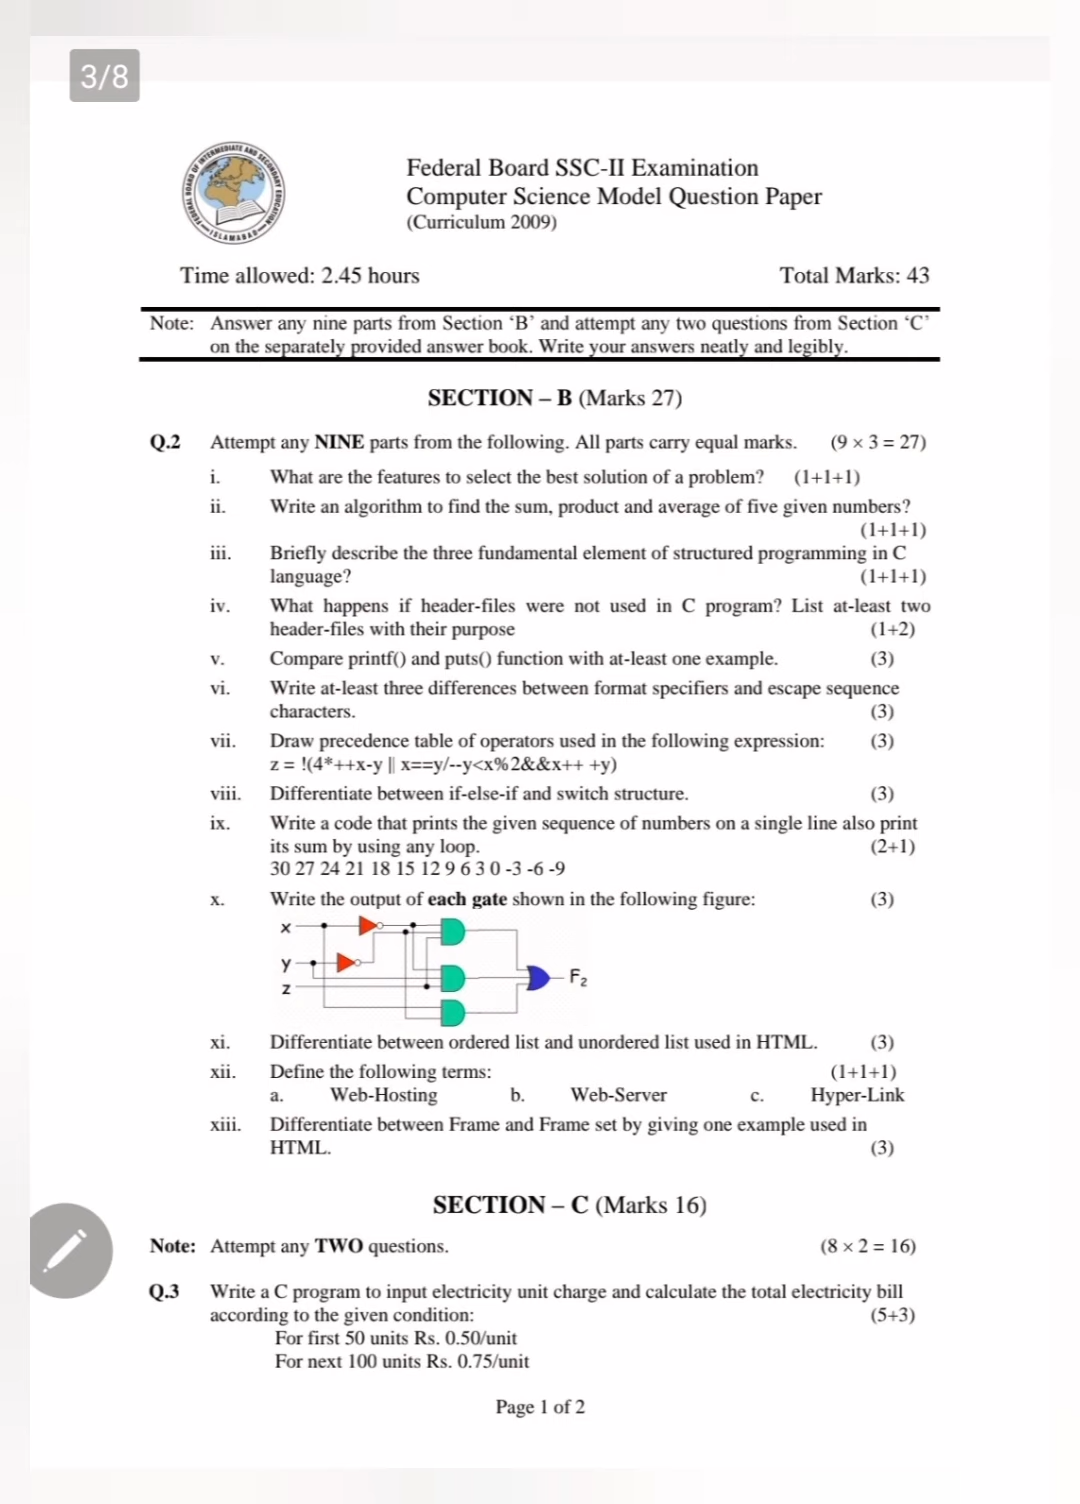 3/8
FEDERAL BOARD OF INTERMEDIATE AND SECONDARY EDUCATION
ISLAMABAD
Federal Board SSC-II Examination
Computer Science Model Question Paper
(Curriculum 2009)
Time allowed: 2.45 hours Total Marks: 43
Note: Answer any nine parts from Section ‘B’ and attempt any two questions from Section ‘C’
on the separately provided answer book. Write your answers neatly and legibly.
SECTION – B (Marks 27)
Q.2 Attempt any NINE parts from the following. All parts carry equal marks. (9 × 3 = 27)
i. What are the features to select the best solution of a problem? (1+1+1)
ii. Write an algorithm to find the sum, product and average of five given numbers?
(1+1+1)
iii. Briefly describe the three fundamental element of structured programming in C
language? (1+1+1)
iv. What happens if header-files were not used in C program? List at-least two
header-files with their purpose (1+2)
v. Compare printf() and puts() function with at-least one example. (3)
vi. Write at-least three differences between format specifiers and escape sequence
characters. (3)
vii. Draw precedence table of operators used in the following expression: (3)
z = !(4*++x-y || x==y/--y<x%2&&x++ +y)
viii. Differentiate between if-else-if and switch structure. (3)
ix. Write a code that prints the given sequence of numbers on a single line also print
its sum by using any loop. (2+1)
30 27 24 21 18 15 12 9 6 3 0 -3 -6 -9
x. Write the output of each gate shown in the following figure: (3)
x
y
z
F2
xi. Differentiate between ordered list and unordered list used in HTML. (3)
xii. Define the following terms: (1+1+1)
a. Web-Hosting b. Web-Server c. Hyper-Link
xiii. Differentiate between Frame and Frame set by giving one example used in
HTML. (3)
SECTION – C (Marks 16)
Note: Attempt any TWO questions. (8 × 2 = 16)
Q.3 Write a C program to input electricity unit charge and calculate the total electricity bill
according to the given condition: (5+3)
For first 50 units Rs. 0.50/unit
For next 100 units Rs. 0.75/unit
Page 1 of 2